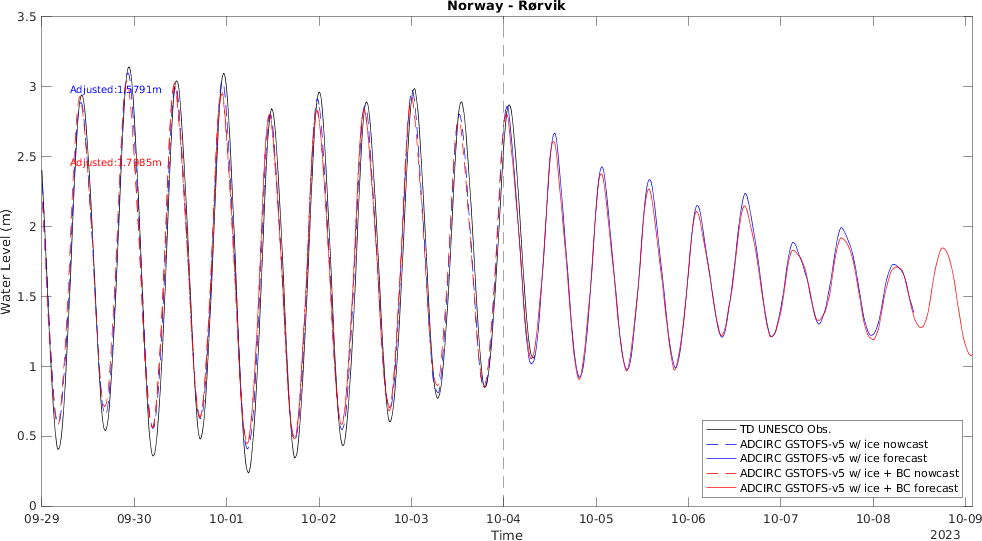 Norway - Rørvik
3.5
3
2.5
2
1.5
1
0.5
0
Water Level (m)
Adjusted:1.5791m
Adjusted:1.7985m
TD UNESCO Obs.
ADCIRC GSTOFS-v5 w/ ice nowcast
ADCIRC GSTOFS-v5 w/ ice forecast
ADCIRC GSTOFS-v5 w/ ice + BC nowcast
ADCIRC GSTOFS-v5 w/ ice + BC forecast
09-29 09-30 10-01 10-02 10-03 10-04 10-05 10-06 10-07 10-08 10-09
Time
2023